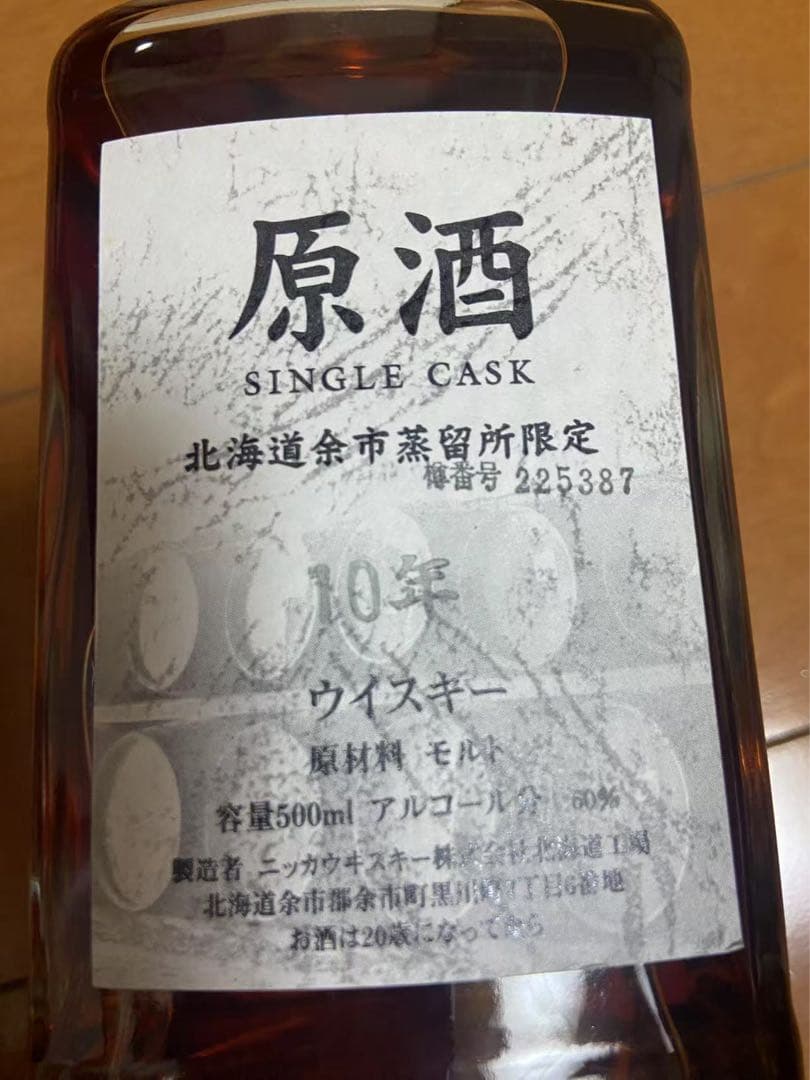 原酒
SINGLE CASK
北海道余市蒸留所限定
樽番号 225387
10年
ウイスキー
原材料 モルト
容量500ml アルコール分 60%
製造者 ニッカウヰスキー株式会社北海道工場
北海道余市郡余市町黒川町7丁目6番地
お酒は20歳になってから